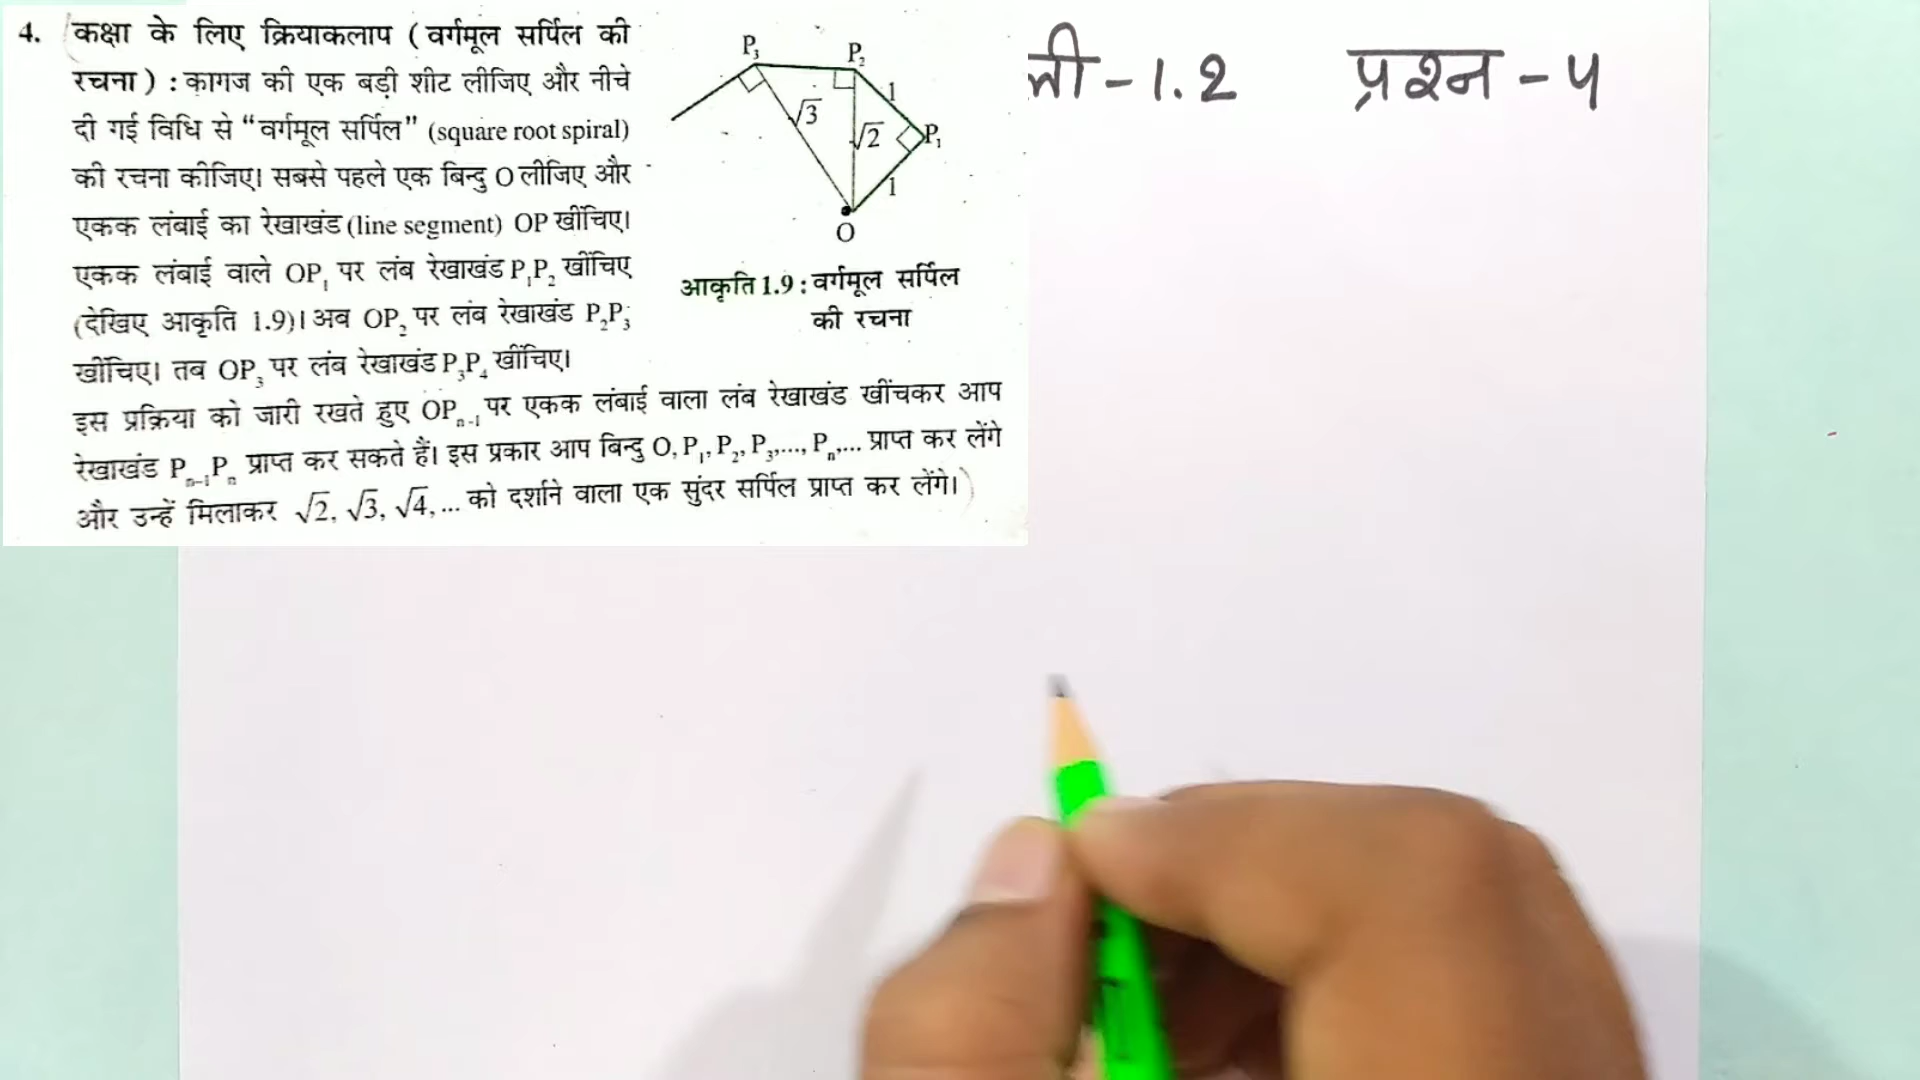 4. कक्षा के लिए क्रियाकलाप ( वर्गमूल सर्पिल की
रचना ) : कागज की एक बड़ी शीट लीजिए और नीचे
दी गई विधि से “वर्गमूल सर्पिल” (square root spiral)
की रचना कीजिए। सबसे पहले एक बिन्दु O लीजिए और
एकक लंबाई का रेखाखंड (line segment) OP खींचिए।
एकक लंबाई वाले OP₁ पर लंब रेखाखंड P₁P₂ खींचिए
(देखिए आकृति 1.9)। अब OP₂ पर लंब रेखाखंड P₂P₃
खींचिए। तब OP₃ पर लंब रेखाखंड P₃P₄ खींचिए।
इस प्रक्रिया को जारी रखते हुए OPₙ₋₁ पर एकक लंबाई वाला लंब रेखाखंड खींचकर आप
रेखाखंड Pₙ₋₁Pₙ प्राप्त कर सकते हैं। इस प्रकार आप बिन्दु O, P₁, P₂, P₃,..., Pₙ,... प्राप्त कर लेंगे
और उन्हें मिलाकर √2, √3, √4, ... को दर्शाने वाला एक सुंदर सर्पिल प्राप्त कर लेंगे।)
P₃
P₂
1
√3
√2
P₁
1
O
आकृति 1.9 : वर्गमूल सर्पिल
की रचना
ली - 1.2 प्रश्न - 4